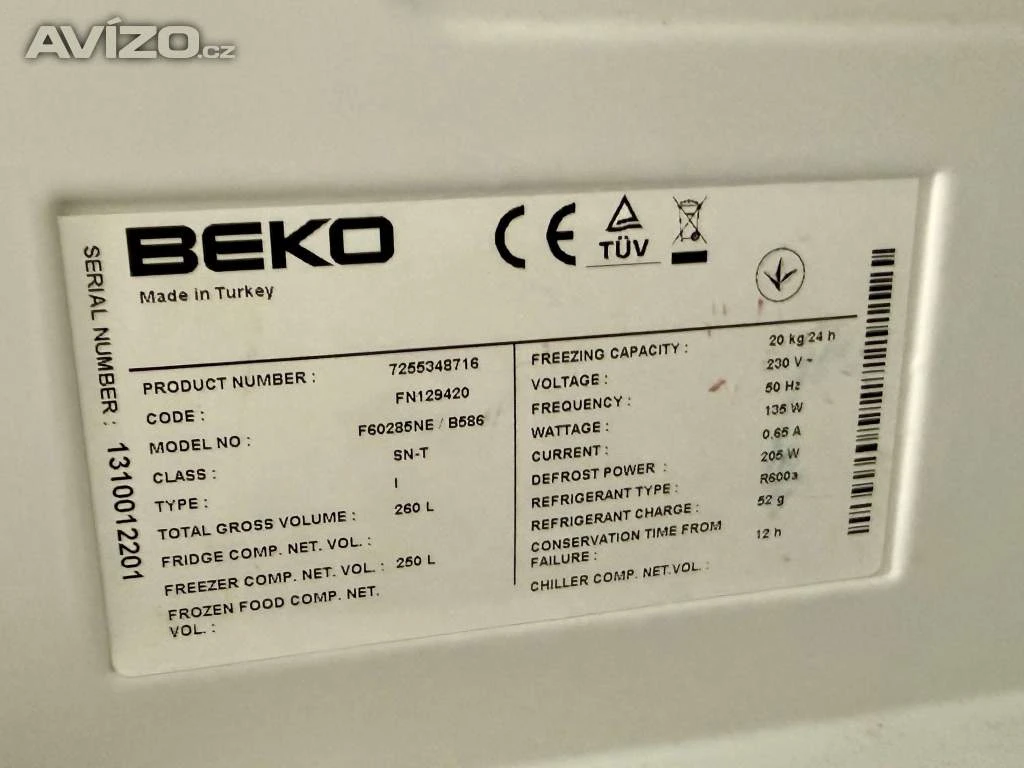 AVÍZO.cz
BEKO
Made in Turkey
CE
TÜV
SERIAL NUMBER : 1310012201
PRODUCT NUMBER : 7255348716
CODE : FN129420
MODEL NO : F60285NE / B586
CLASS : SN-T
TYPE : I
TOTAL GROSS VOLUME : 260 L
FRIDGE COMP. NET. VOL. :
FREEZER COMP. NET. VOL. : 250 L
FROZEN FOOD COMP. NET.
VOL. :
FREEZING CAPACITY : 20 kg/24 h
VOLTAGE : 230 V~
FREQUENCY : 50 Hz
WATTAGE : 135 W
CURRENT : 0,65 A
DEFROST POWER : 205 W
REFRIGERANT TYPE : R600a
REFRIGERANT CHARGE : 52 g
CONSERVATION TIME FROM
FAILURE : 12 h
CHILLER COMP. NET.VOL. :